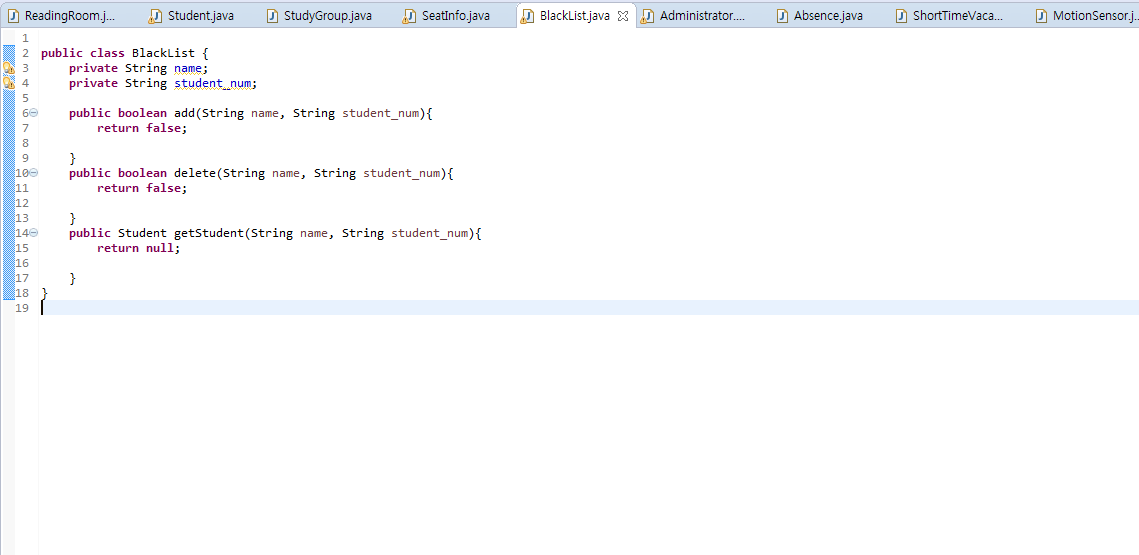 ReadingRoom.j... Student.java StudyGroup.java SeatInfo.java BlackList.java Administrator.... Absence.java ShortTimeVaca... MotionSensor.j..
1
2 public class BlackList {
3 private String name;
4 private String student_num;
5
6 public boolean add(String name, String student_num){
7 return false;
8
9 }
10 public boolean delete(String name, String student_num){
11 return false;
12
13 }
14 public Student getStudent(String name, String student_num){
15 return null;
16
17 }
18 }
19